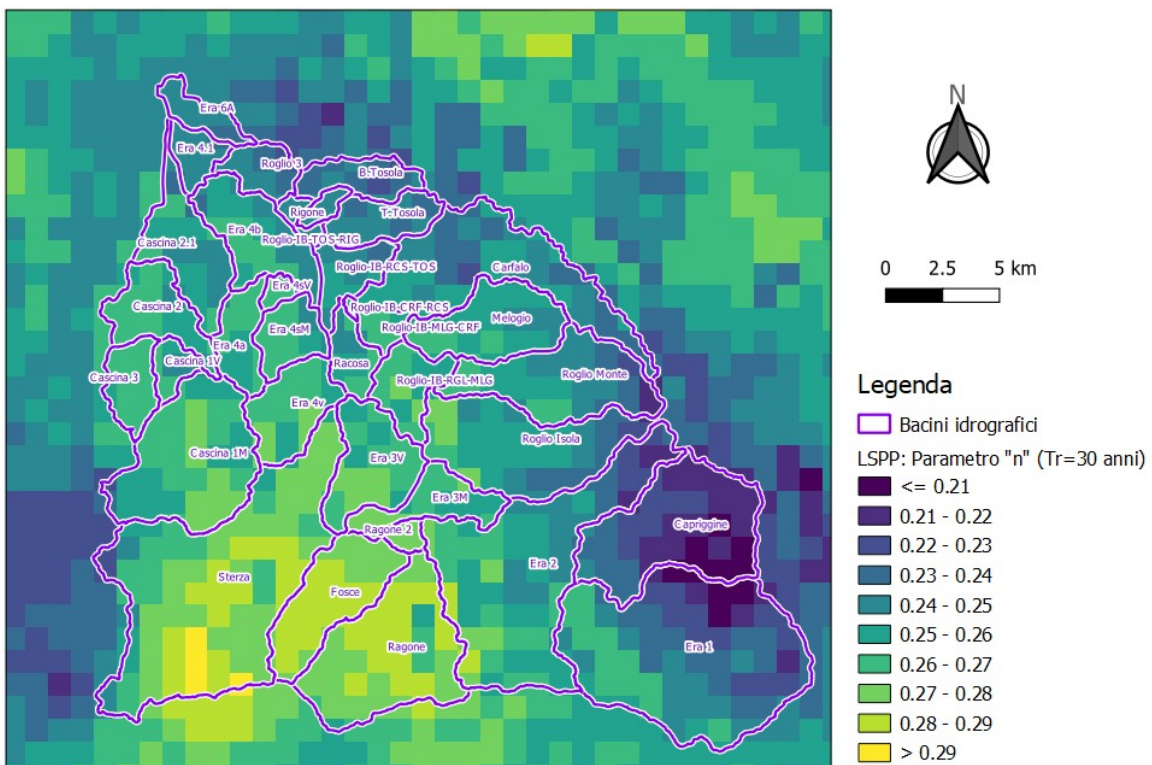 Era 6A
Era 4.1
Roglio 3
B.Tosola
Rigone
T.Tosola
Era 4b
Roglio-IB-TOS-RIG
Cascina 2.1
Roglio-IB-RCS-TOS
Carfalo
Era 4sV
Cascina 2
Roglio-IB-CRF-RCS
Melogio
Era 4sM
Roglio-IB-MLG-CRF
Era 4a
Cascina 1V
Racosa
Roglio Monte
Cascina 3
Roglio-IB-RGL-MLG
Era 4v
Roglio Isola
Cascina 1M
Era 3V
Era 3M
Ragone 2
Capriggine
Era 2
Sterza
Fosce
Ragone
Era 1
N
0 2.5 5 km
Legenda
Bacini idrografici
LSPP: Parametro "n" (Tr=30 anni)
<= 0.21
0.21 - 0.22
0.22 - 0.23
0.23 - 0.24
0.24 - 0.25
0.25 - 0.26
0.26 - 0.27
0.27 - 0.28
0.28 - 0.29
> 0.29